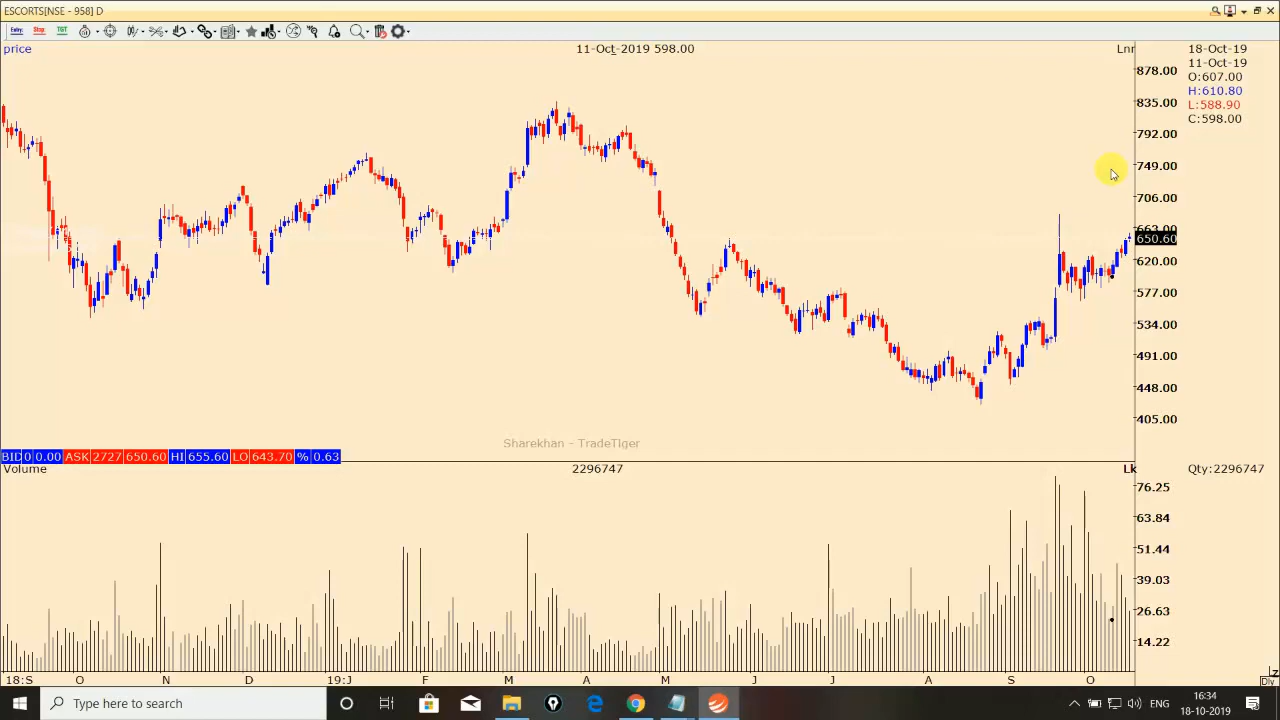 ESCORTS[NSE - 958] D
Entry Stop TGT
price
11-Oct-2019 598.00
Lnr
18-Oct-19
11-Oct-19
O:607.00
H:610.80
L:588.90
C:598.00
878.00
835.00
792.00
749.00
706.00
663.00
650.60
620.00
577.00
534.00
491.00
448.00
405.00
Sharekhan - TradeTiger
BID 0 0.00 ASK 2727 650.60 HI 655.60 LO 643.70 % 0.63
Volume
2296747
Lk
Qty:2296747
76.25
63.84
51.44
39.03
26.63
14.22
18:S O N D 19:J F M A M J J A S O
Z
Div
Type here to search
ENG
16:34
18-10-2019